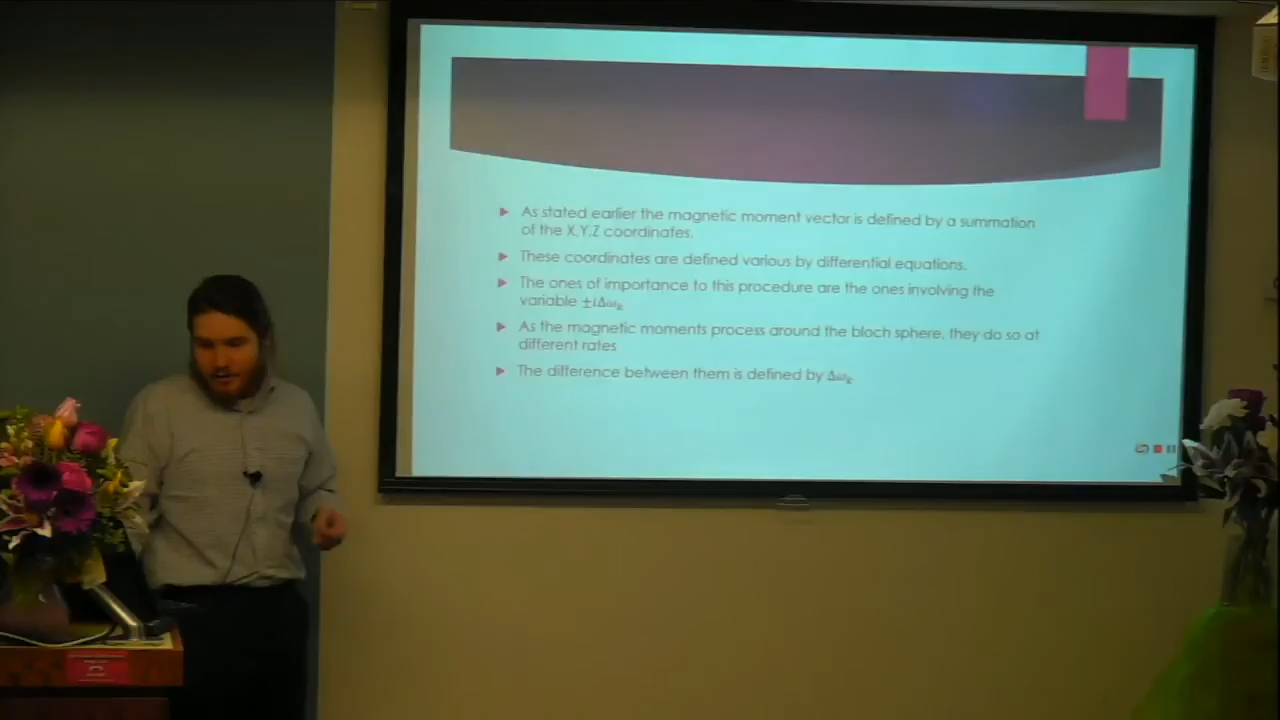 As stated earlier the magnetic moment vector is defined by a summation
of the X,Y,Z coordinates.
These coordinates are defined various by differential equations.
The ones of importance to this procedure are the ones involving the
variable ±iΔωₖ
As the magnetic moments process around the bloch sphere, they do so at
different rates
The difference between them is defined by Δωₖ